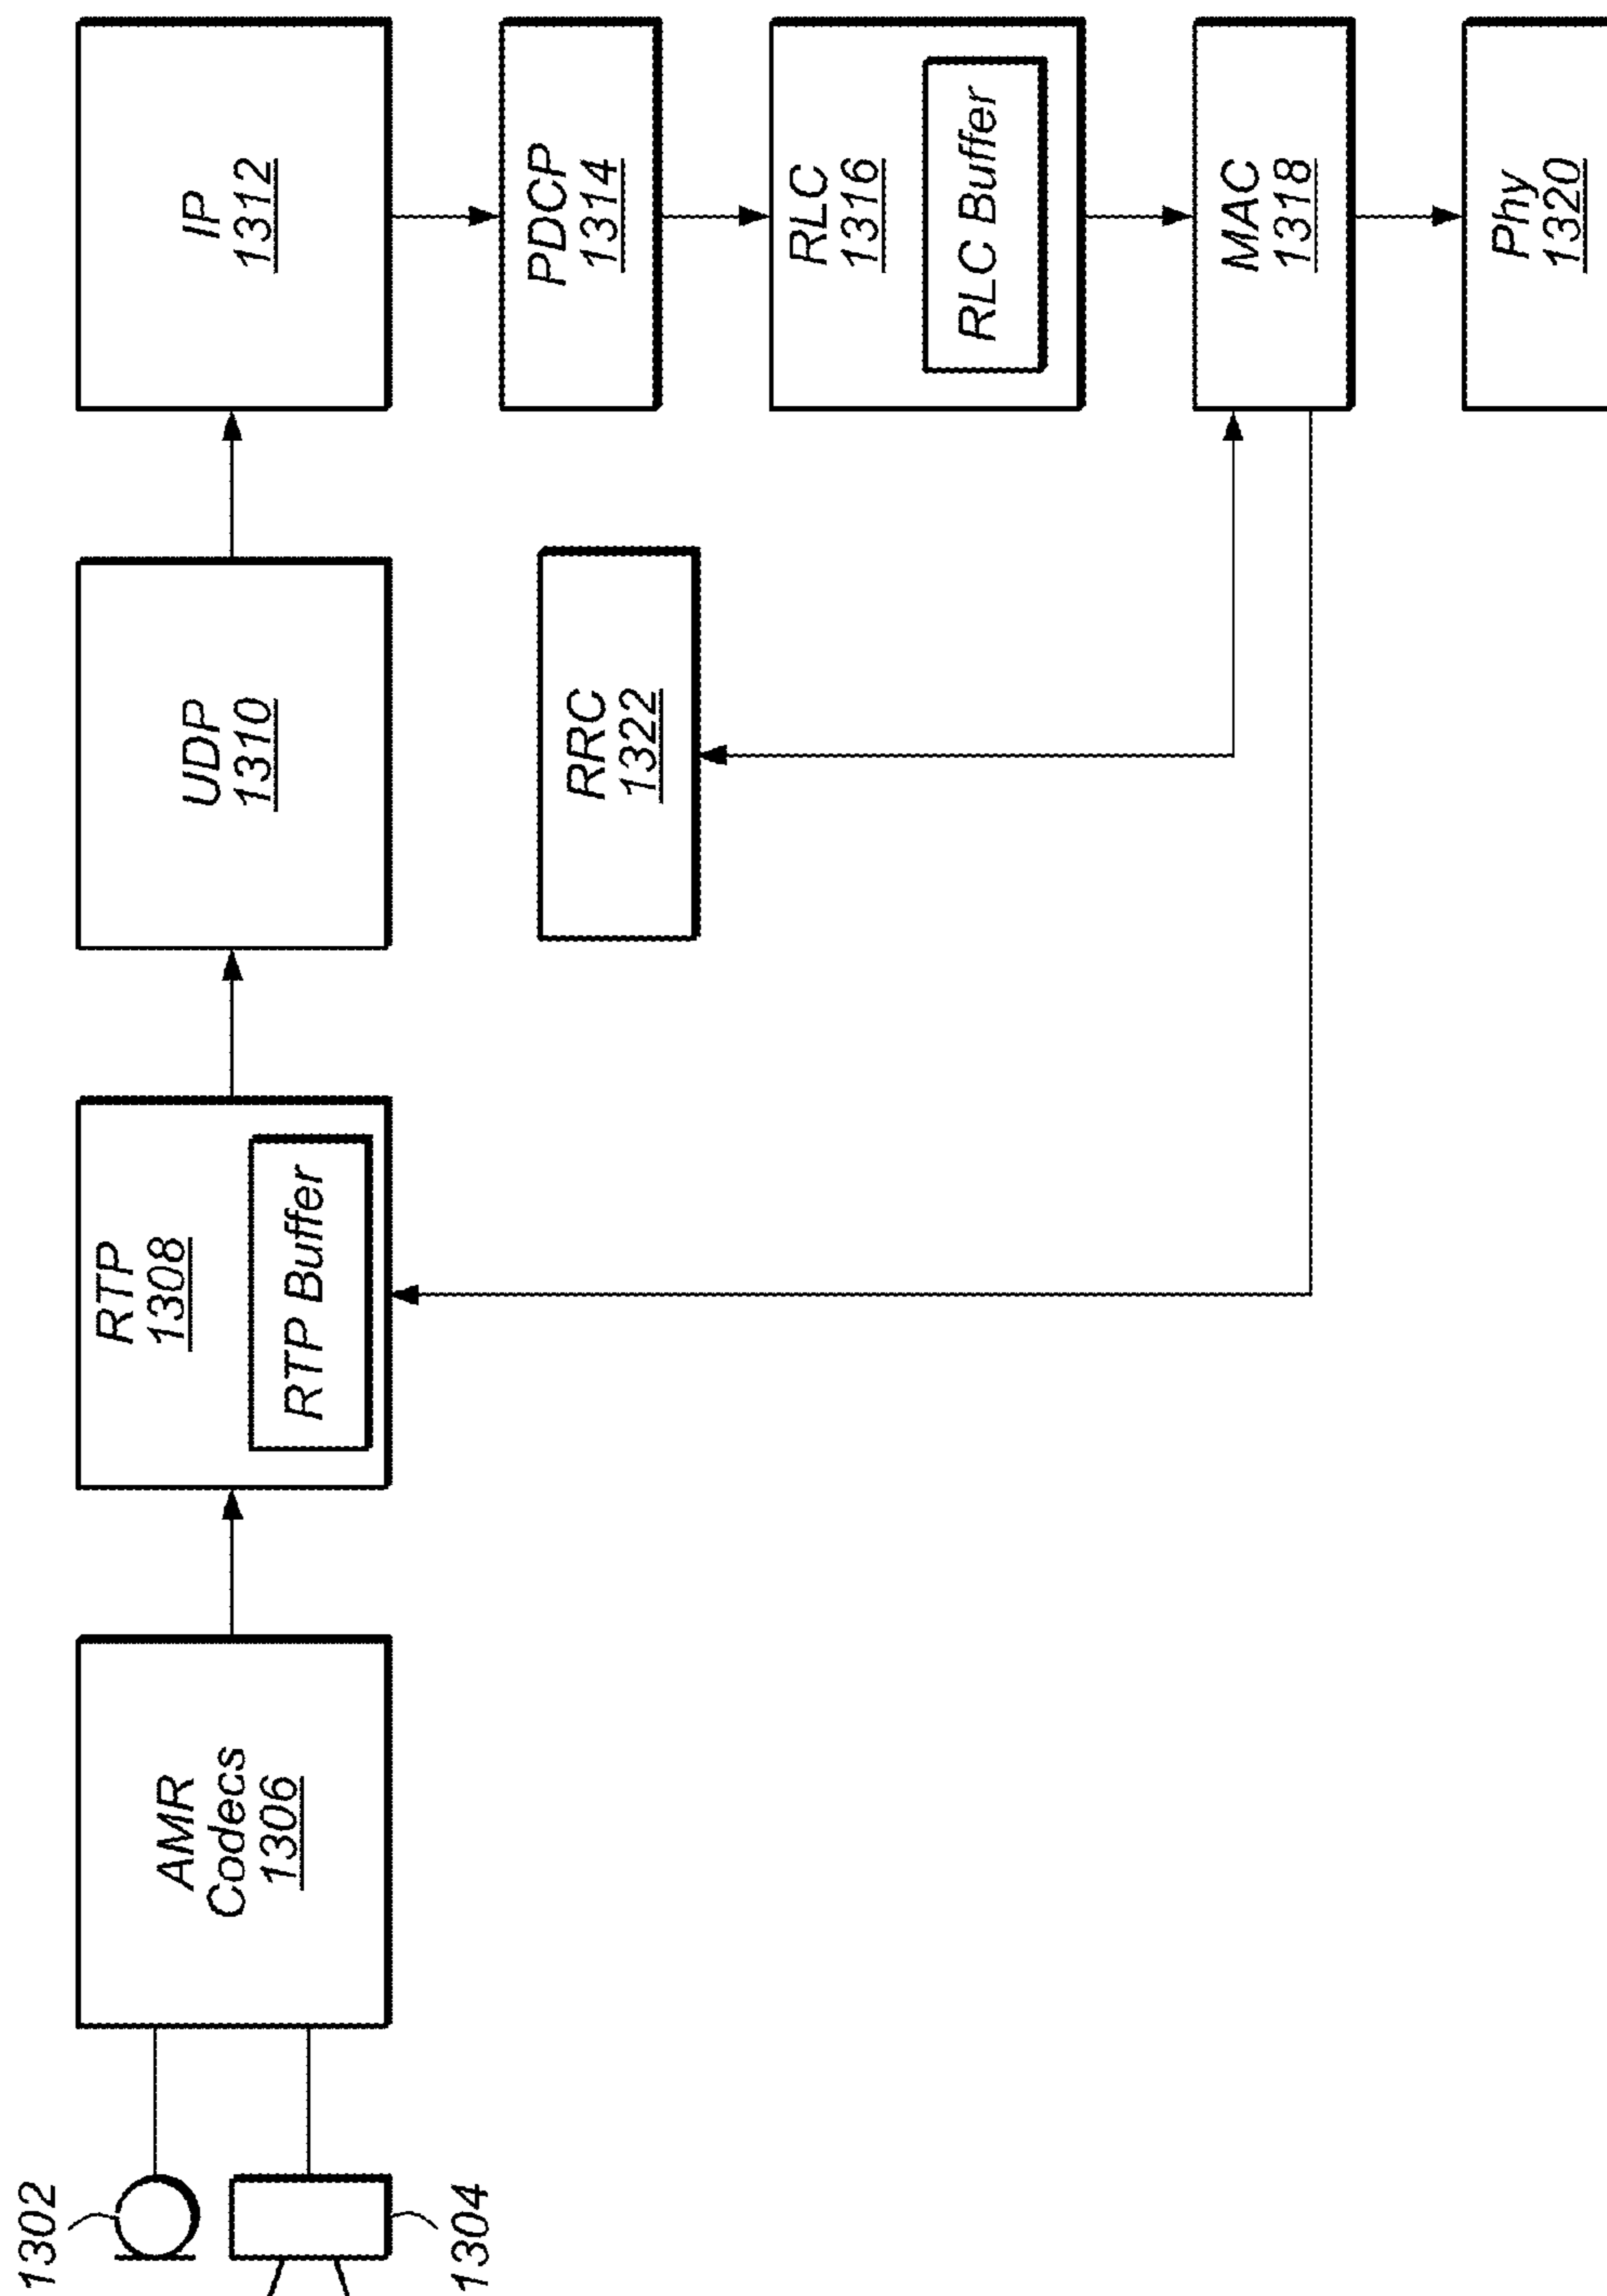 1302
1304
AMR
Codecs
1306
RTP
1308
RTP Buffer
UDP
1310
IP
1312
RRC
1322
PDCP
1314
RLC
1316
RLC Buffer
MAC
1318
Phy
1320